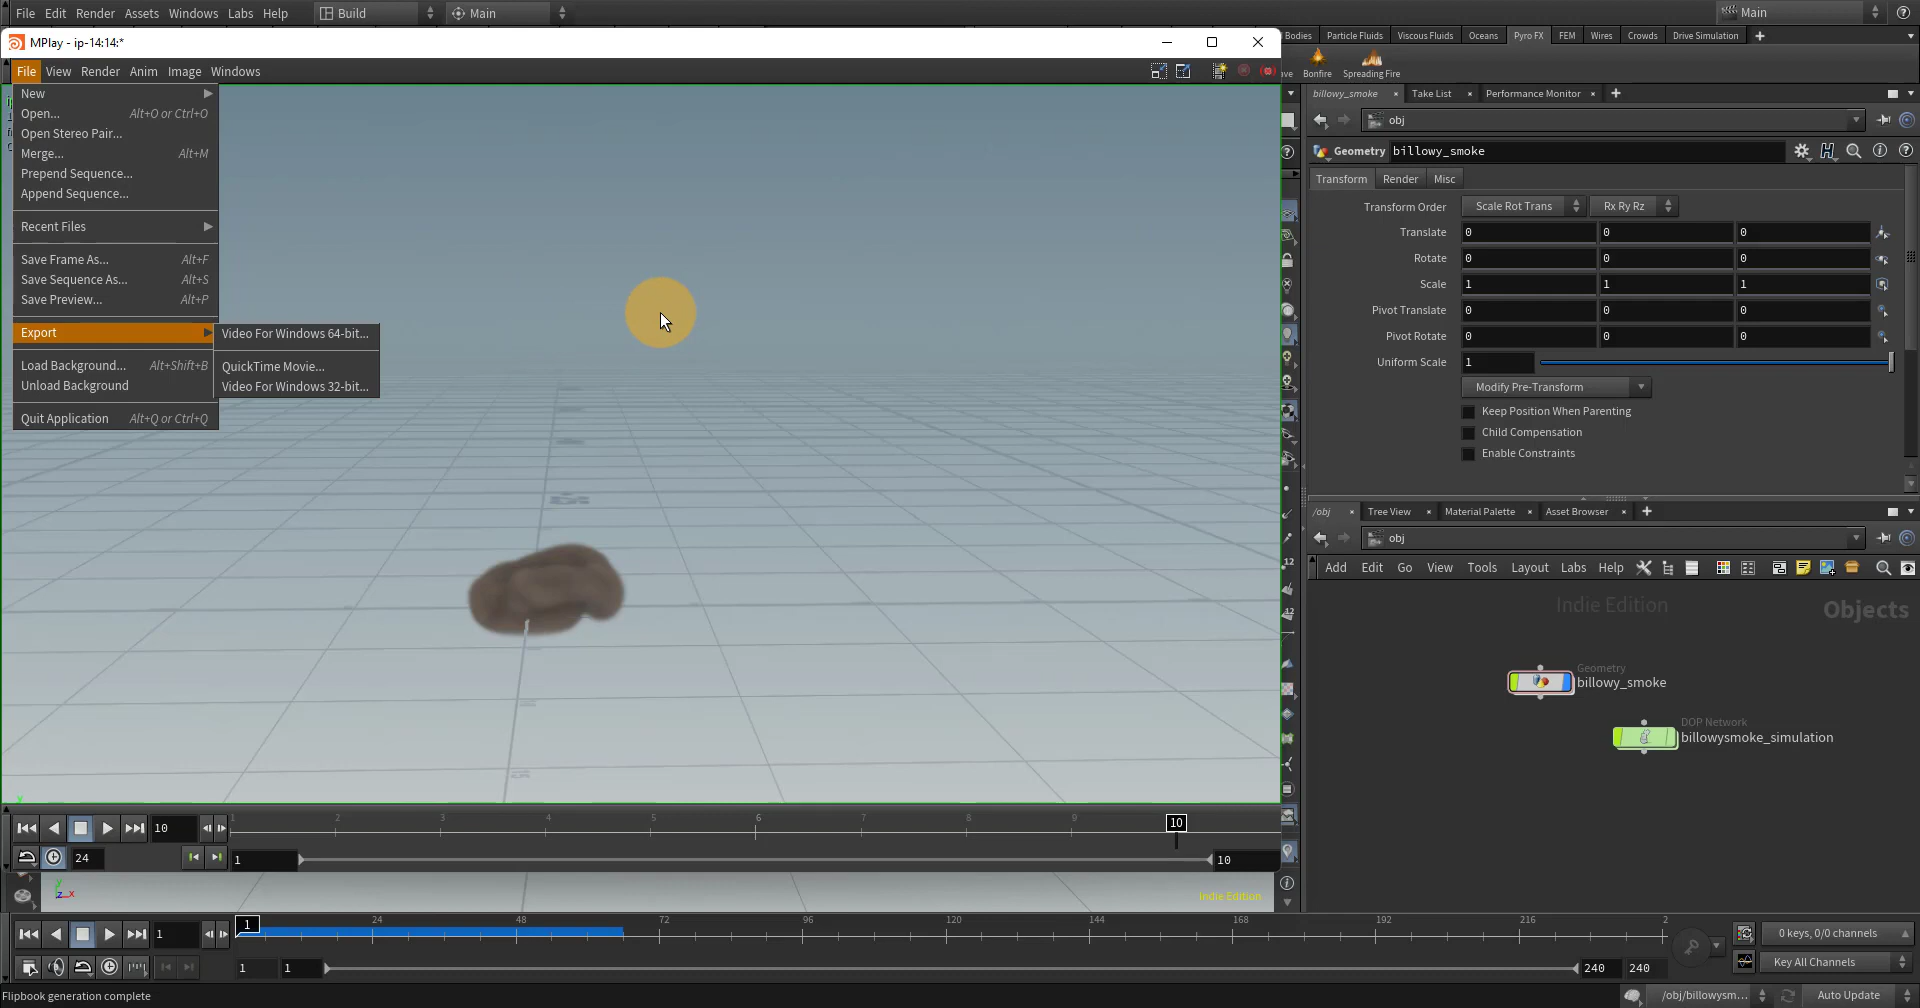 File Edit Render Assets Windows Labs Help Build Main Main
MPlay - ip-14:14:*
Bodies Particle Fluids Viscous Fluids Oceans Pyro FX FEM Wires Crowds Drive Simulation
File View Render Anim Image Windows
Bonfire Spreading Fire
New
Open... Alt+O or Ctrl+O
Open Stereo Pair...
Merge... Alt+M
Prepend Sequence...
Append Sequence...
Recent Files
Save Frame As... Alt+F
Save Sequence As... Alt+S
Save Preview... Alt+P
Export
Load Background... Alt+Shift+B
Unload Background
Quit Application Alt+Q or Ctrl+Q
Video For Windows 64-bit...
QuickTime Movie...
Video For Windows 32-bit...
billowy_smoke Take List Performance Monitor
obj
Geometry billowy_smoke
Transform Render Misc
Transform Order Scale Rot Trans Rx Ry Rz
Translate 0 0 0
Rotate 0 0 0
Scale 1 1 1
Pivot Translate 0 0 0
Pivot Rotate 0 0 0
Uniform Scale 1
Modify Pre-Transform
Keep Position When Parenting
Child Compensation
Enable Constraints
/obj Tree View Material Palette Asset Browser
obj
Add Edit Go View Tools Layout Labs Help
Indie Edition Objects
Geometry
billowy_smoke
DOP Network
billowysmoke_simulation
10 1 2 3 4 5 6 7 8 9 10
24 1 10
Indie Edition
1 1 24 48 72 96 120 144 168 192 216 2
0 keys, 0/0 channels
1 1 240 240 Key All Channels
Flipbook generation complete /obj/billowysm... Auto Update